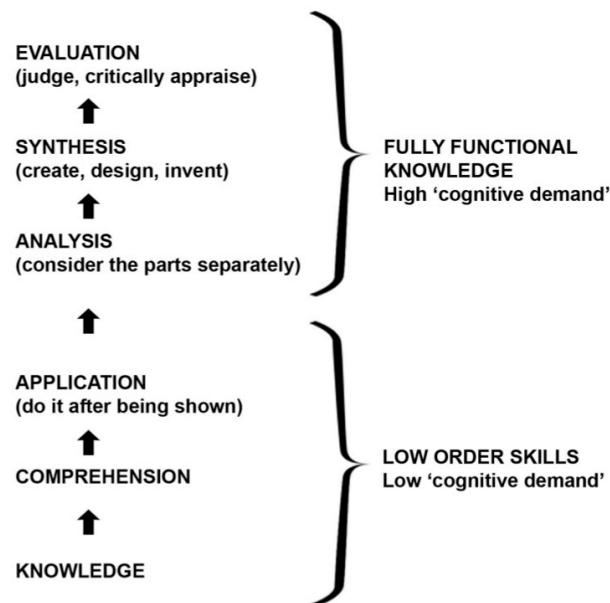 EVALUATION
(judge, critically appraise)
SYNTHESIS
(create, design, invent)
ANALYSIS
(consider the parts separately)
FULLY FUNCTIONAL
KNOWLEDGE
High ‘cognitive demand’
APPLICATION
(do it after being shown)
COMPREHENSION
KNOWLEDGE
LOW ORDER SKILLS
Low ‘cognitive demand’